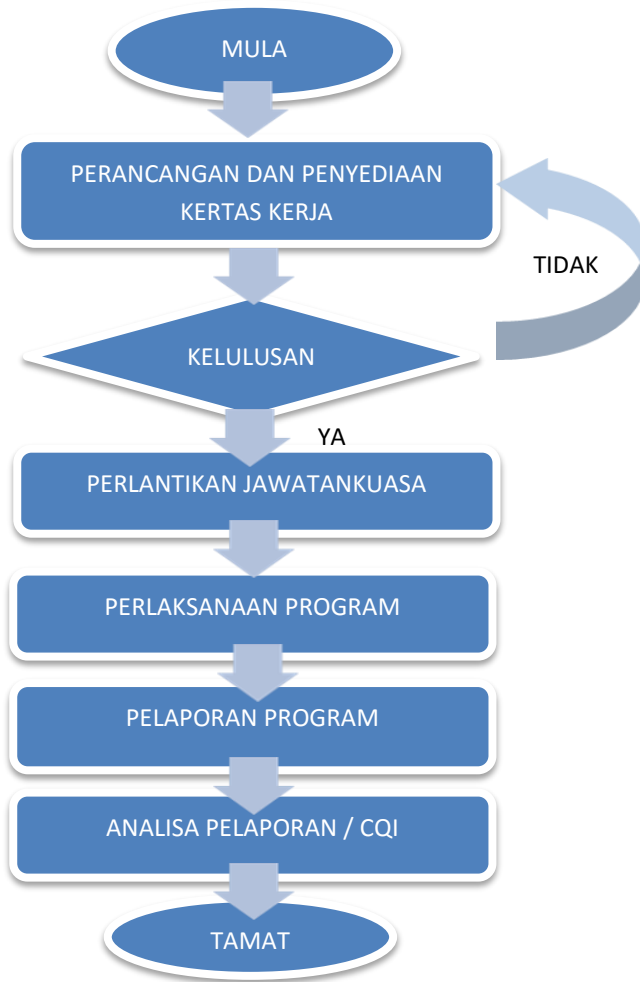 MULA
PERANCANGAN DAN PENYEDIAAN
KERTAS KERJA
TIDAK
KELULUSAN
YA
PERLANTIKAN JAWATANKUASA
PERLAKSANAAN PROGRAM
PELAPORAN PROGRAM
ANALISA PELAPORAN / CQI
TAMAT